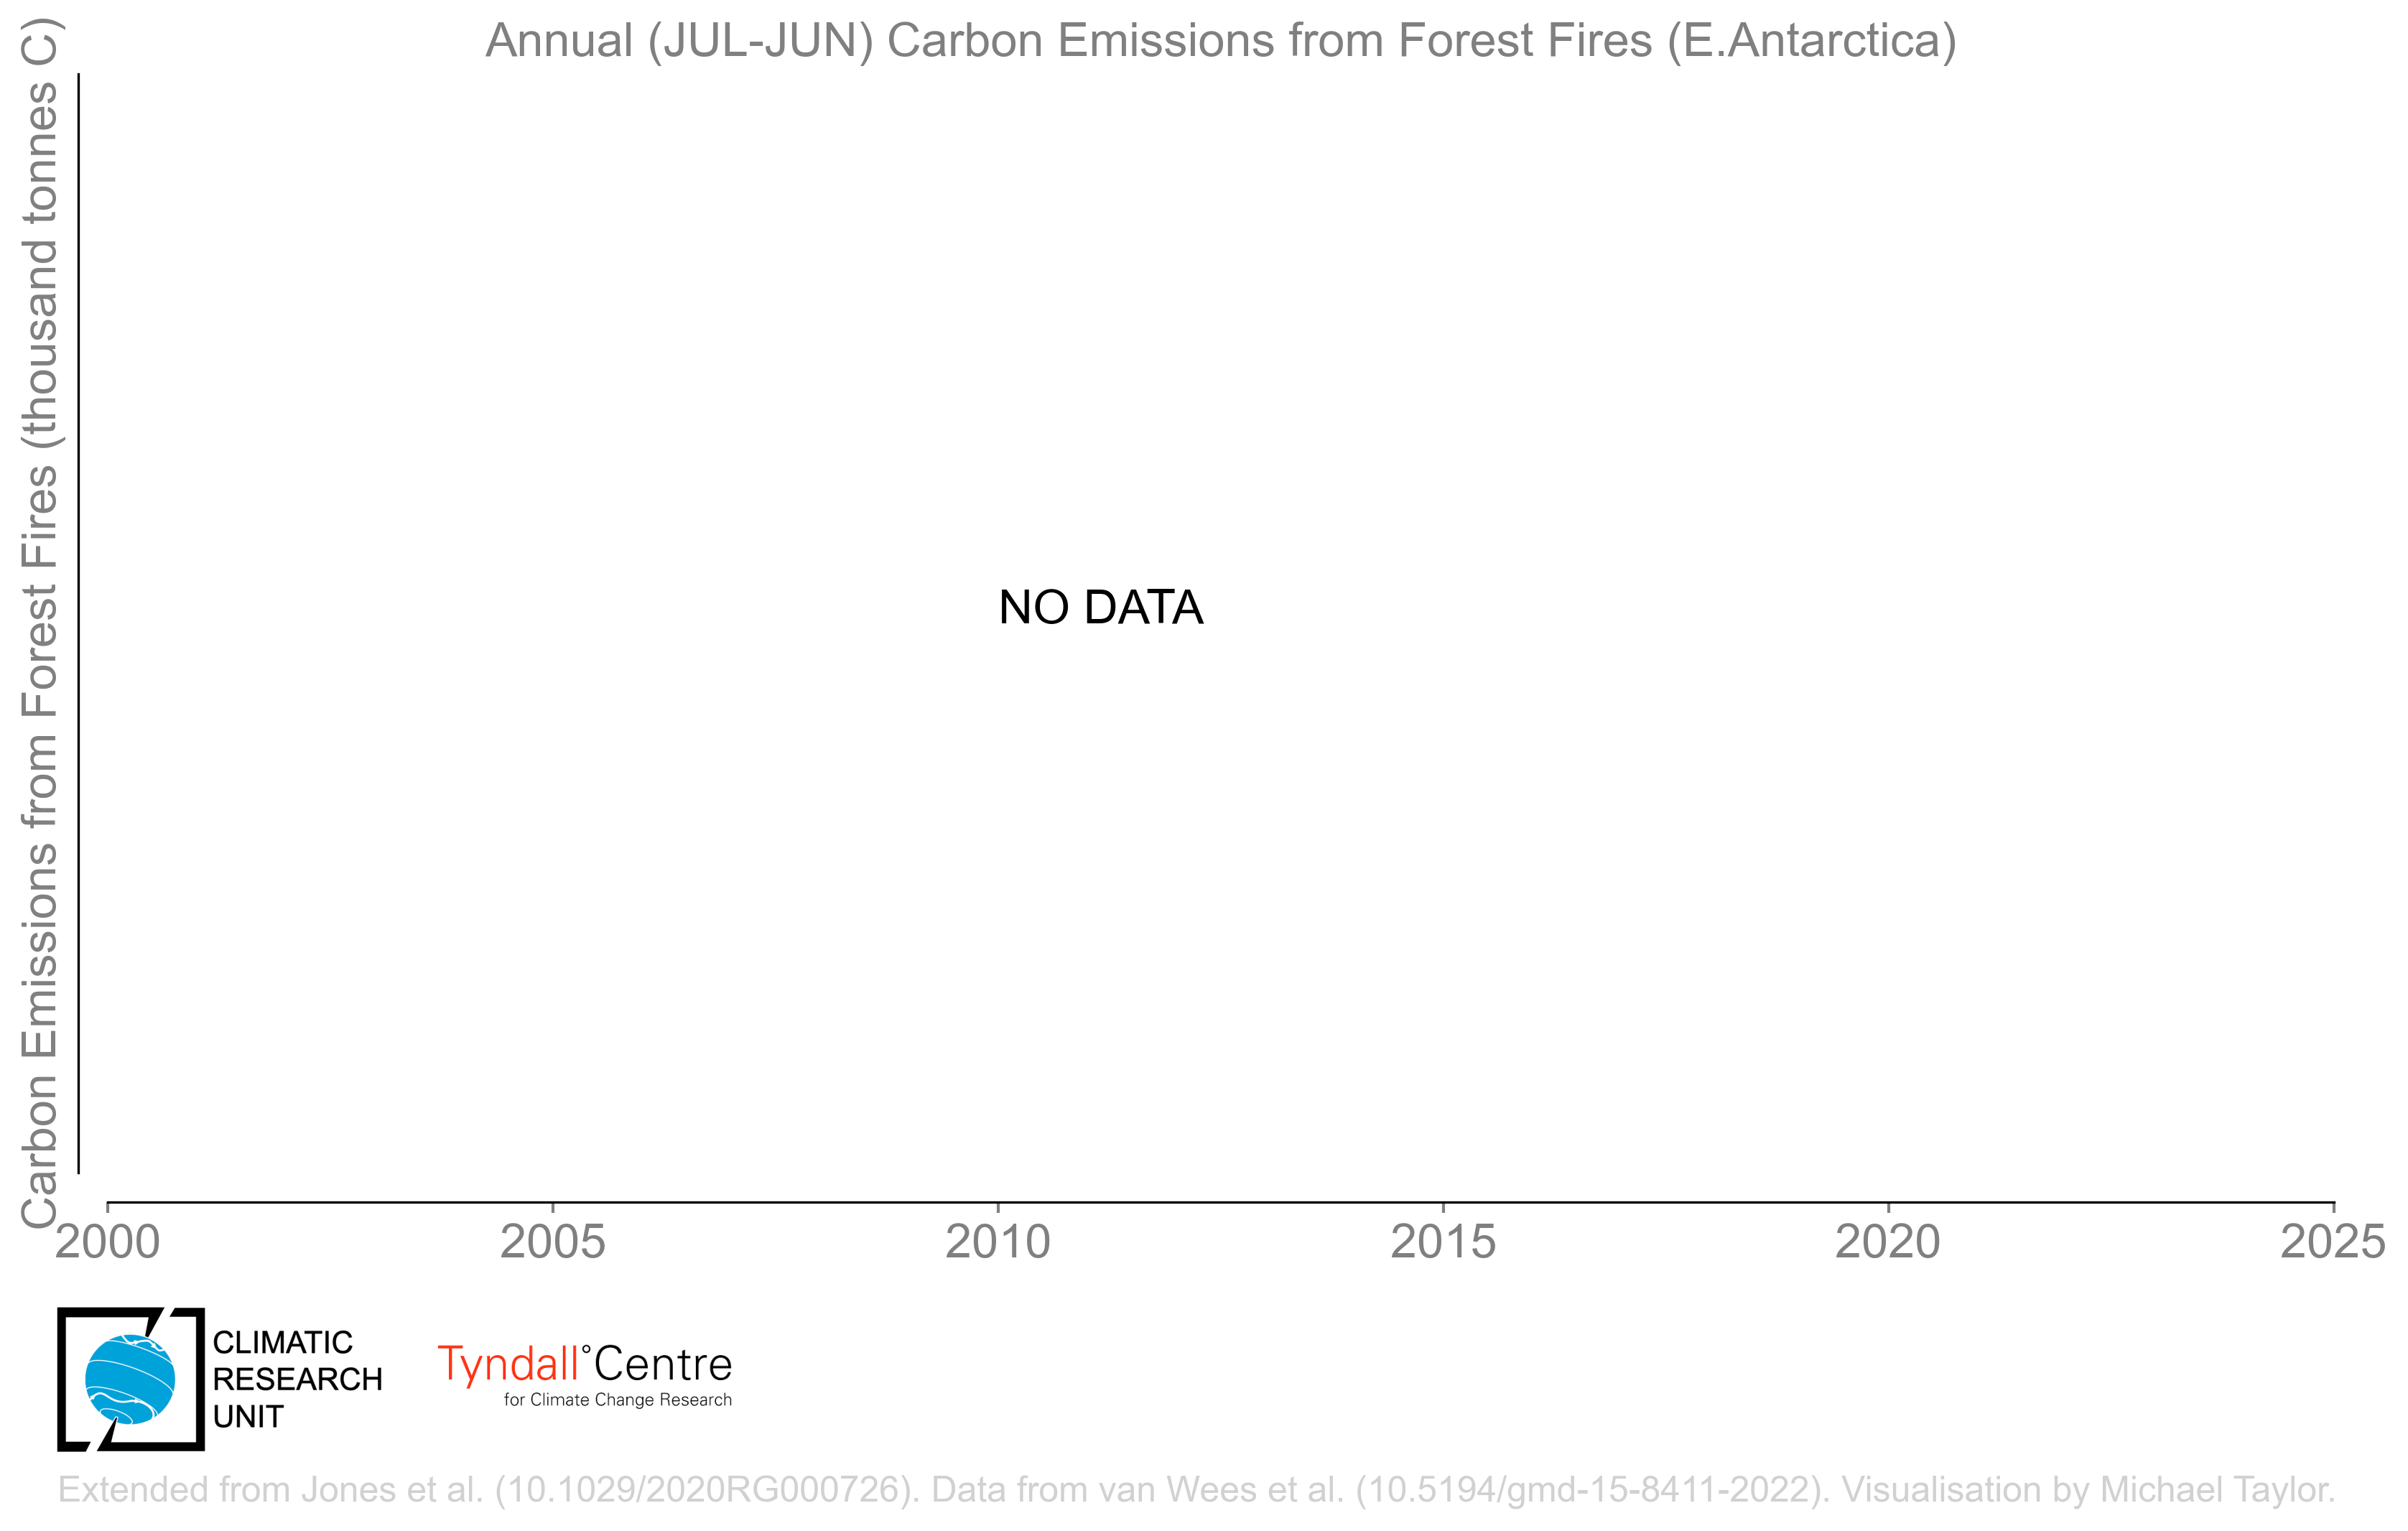 Annual (JUL-JUN) Carbon Emissions from Forest Fires (E.Antarctica)
Carbon Emissions from Forest Fires (thousand tonnes C)
NO DATA
2000 2005 2010 2015 2020 2025
CLIMATIC
RESEARCH
UNIT
Tyndall°Centre
for Climate Change Research
Extended from Jones et al. (10.1029/2020RG000726). Data from van Wees et al. (10.5194/gmd-15-8411-2022). Visualisation by Michael Taylor.